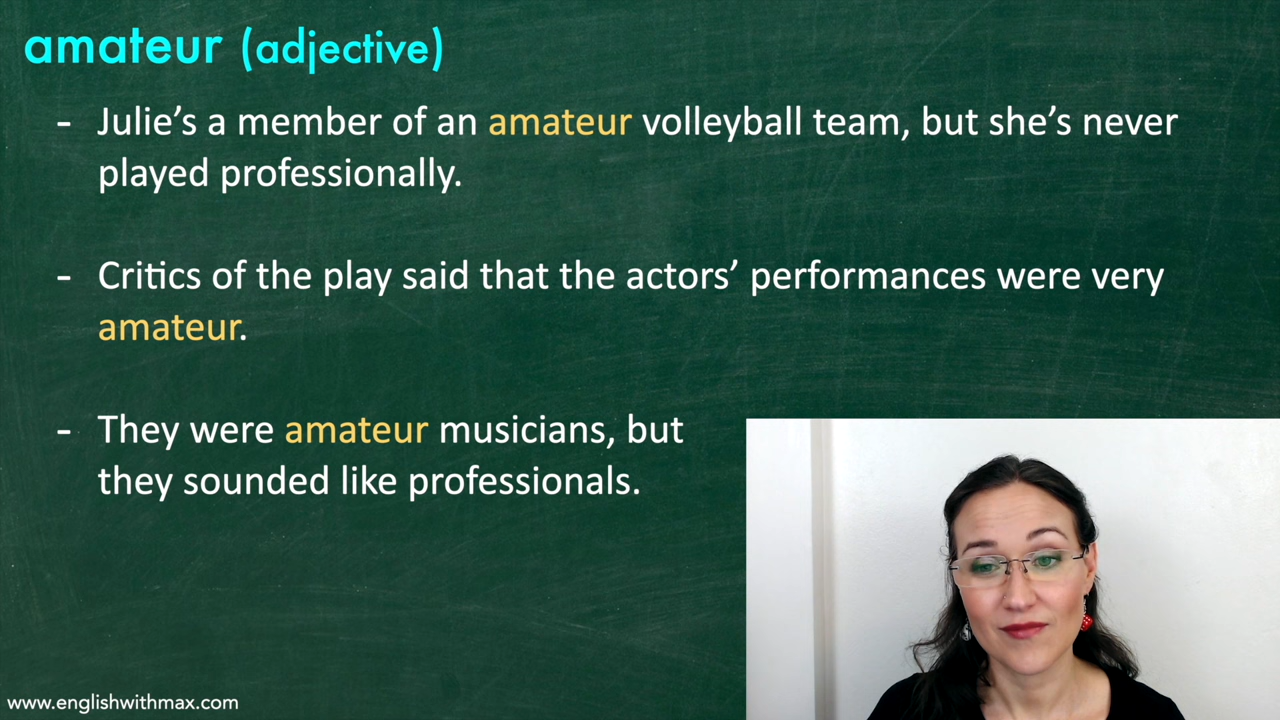 amateur (adjective)
- Julie’s a member of an amateur volleyball team, but she’s never
played professionally.
- Critics of the play said that the actors’ performances were very
amateur.
- They were amateur musicians, but
they sounded like professionals.
www.englishwithmax.com